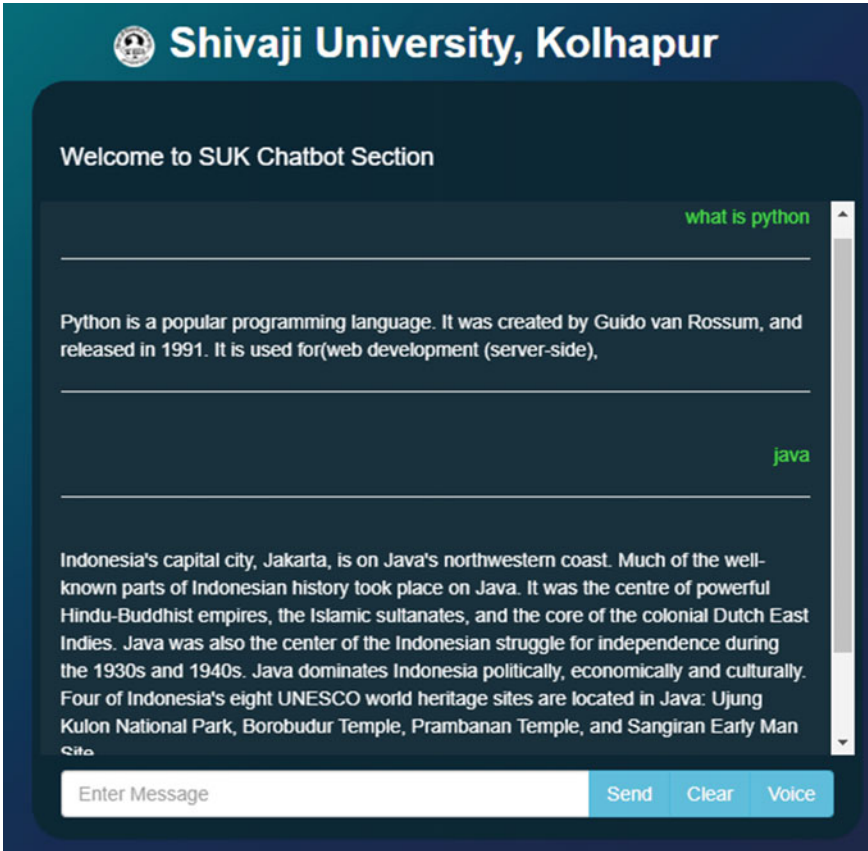 Shivaji University, Kolhapur
Welcome to SUK Chatbot Section
what is python
Python is a popular programming language. It was created by Guido van Rossum, and
released in 1991. It is used for(web development (server-side),
java
Indonesia's capital city, Jakarta, is on Java's northwestern coast. Much of the well-
known parts of Indonesian history took place on Java. It was the centre of powerful
Hindu-Buddhist empires, the Islamic sultanates, and the core of the colonial Dutch East
Indies. Java was also the center of the Indonesian struggle for independence during
the 1930s and 1940s. Java dominates Indonesia politically, economically and culturally.
Four of Indonesia's eight UNESCO world heritage sites are located in Java: Ujung
Kulon National Park, Borobudur Temple, Prambanan Temple, and Sangiran Early Man
Site
Enter Message Send Clear Voice